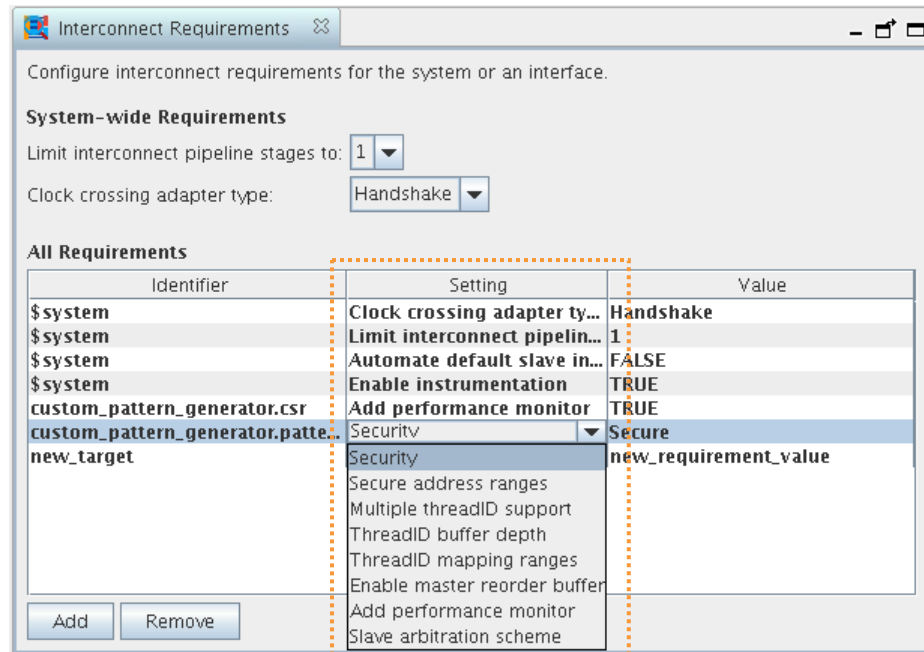 Interconnect Requirements
Configure interconnect requirements for the system or an interface.
System-wide Requirements
Limit interconnect pipeline stages to: 1
Clock crossing adapter type: Handshake
All Requirements
Identifier Setting Value
$system Clock crossing adapter ty... Handshake
$system Limit interconnect pipelin... 1
$system Automate default slave in... FALSE
$system Enable instrumentation TRUE
custom_pattern_generator.csr Add performance monitor TRUE
custom_pattern_generator.patte... Security Secure
new_target Security new_requirement_value
Secure address ranges
Multiple threadID support
ThreadID buffer depth
ThreadID mapping ranges
Enable master reorder buffer
Add performance monitor
Slave arbitration scheme
Add Remove